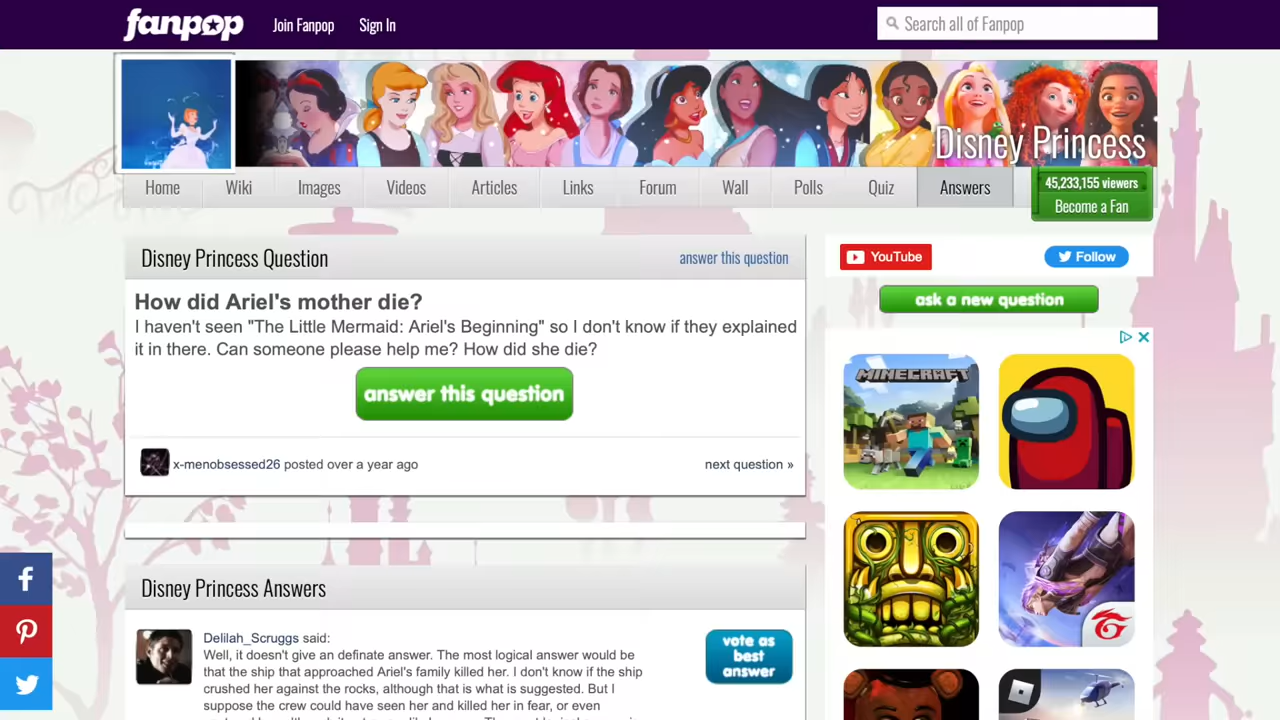 fanpop
Join Fanpop
Sign In
Search all of Fanpop
Disney Princess
Home
Wiki
Images
Videos
Articles
Links
Forum
Wall
Polls
Quiz
Answers
45,233,155 viewers
Become a Fan
Disney Princess Question
answer this question
How did Ariel's mother die?
I haven't seen "The Little Mermaid: Ariel's Beginning" so I don't know if they explained
it in there. Can someone please help me? How did she die?
answer this question
x-menobsessed26 posted over a year ago
next question »
YouTube
Follow
ask a new question
MINECRAFT
Disney Princess Answers
Delilah_Scruggs said:
Well, it doesn't give an definate answer. The most logical answer would be
that the ship that approached Ariel's family killed her. I don't know if the ship
crushed her against the rocks, although that is what is suggested. But I
suppose the crew could have seen her and killed her in fear, or even
vote as
best
answer